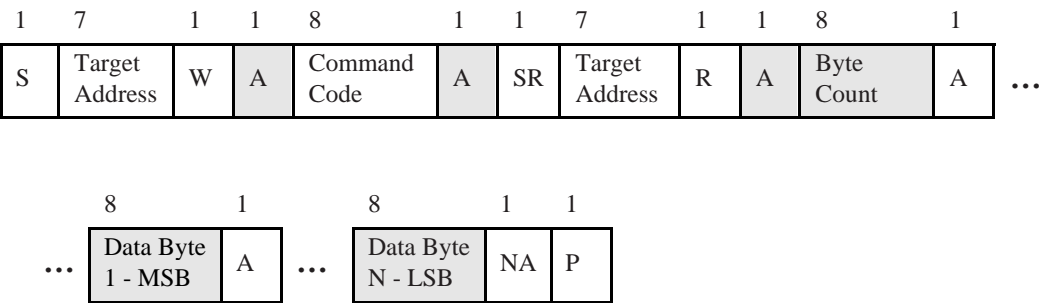 1 7 1 1 8 1 1 7 1 1 8 1
S Target Address W A Command Code A SR Target Address R A Byte Count A ...
8 1 8 1 1
... Data Byte 1 - MSB A ... Data Byte N - LSB NA P